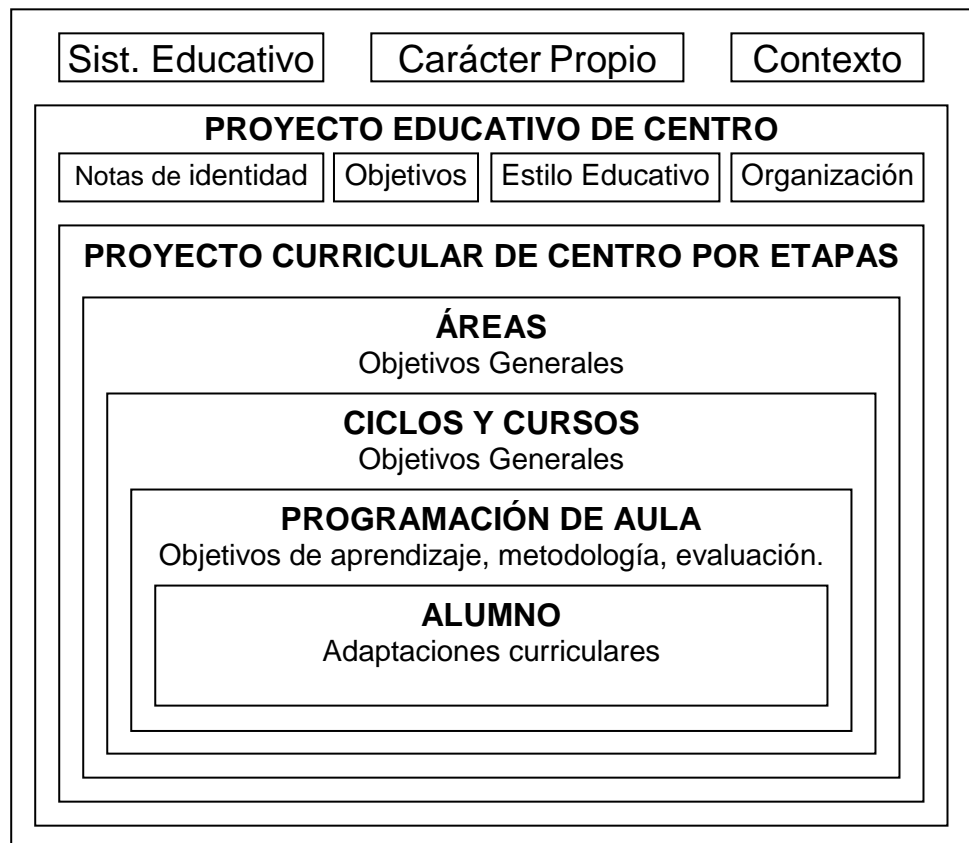 Sist. Educativo
Carácter Propio
Contexto
PROYECTO EDUCATIVO DE CENTRO
Notas de identidad
Objetivos
Estilo Educativo
Organización
PROYECTO CURRICULAR DE CENTRO POR ETAPAS
ÁREAS
Objetivos Generales
CICLOS Y CURSOS
Objetivos Generales
PROGRAMACIÓN DE AULA
Objetivos de aprendizaje, metodología, evaluación.
ALUMNO
Adaptaciones curriculares